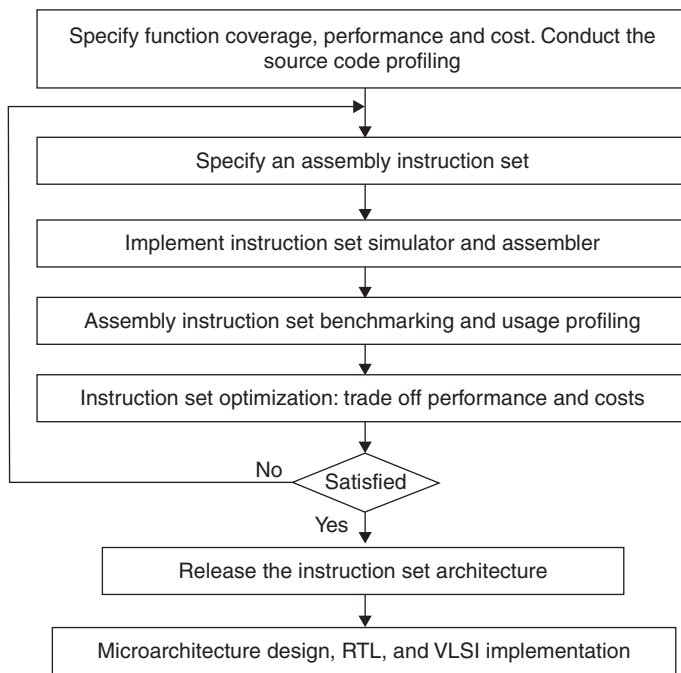 Specify function coverage, performance and cost. Conduct the
source code profiling
Specify an assembly instruction set
Implement instruction set simulator and assembler
Assembly instruction set benchmarking and usage profiling
Instruction set optimization: trade off performance and costs
No
Satisfied
Yes
Release the instruction set architecture
Microarchitecture design, RTL, and VLSI implementation